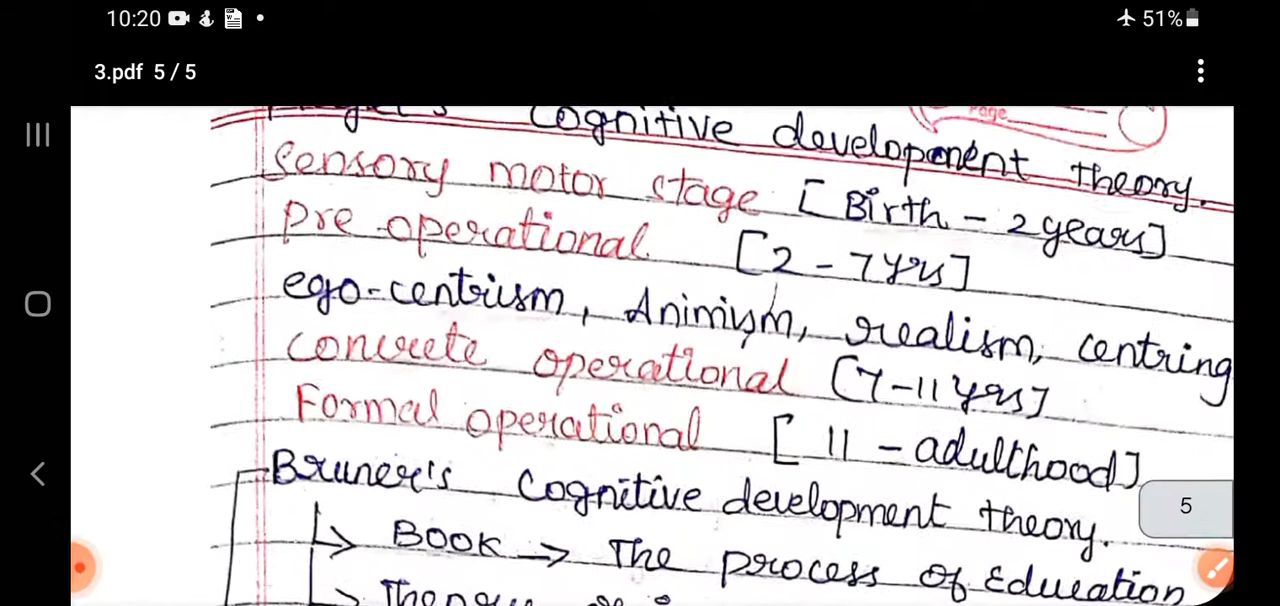 10:20
51%
3.pdf 5/5
Page
cognitive development theory.
Sensory motor stage [Birth - 2 years]
Pre operational [2 - 7 yrs]
ego-centrism, Animism, realism, centring
concrete operational [7-11 yrs]
Formal operational [11 - adulthood]
Bruner's cognitive development theory.
5
Book → The process of Education